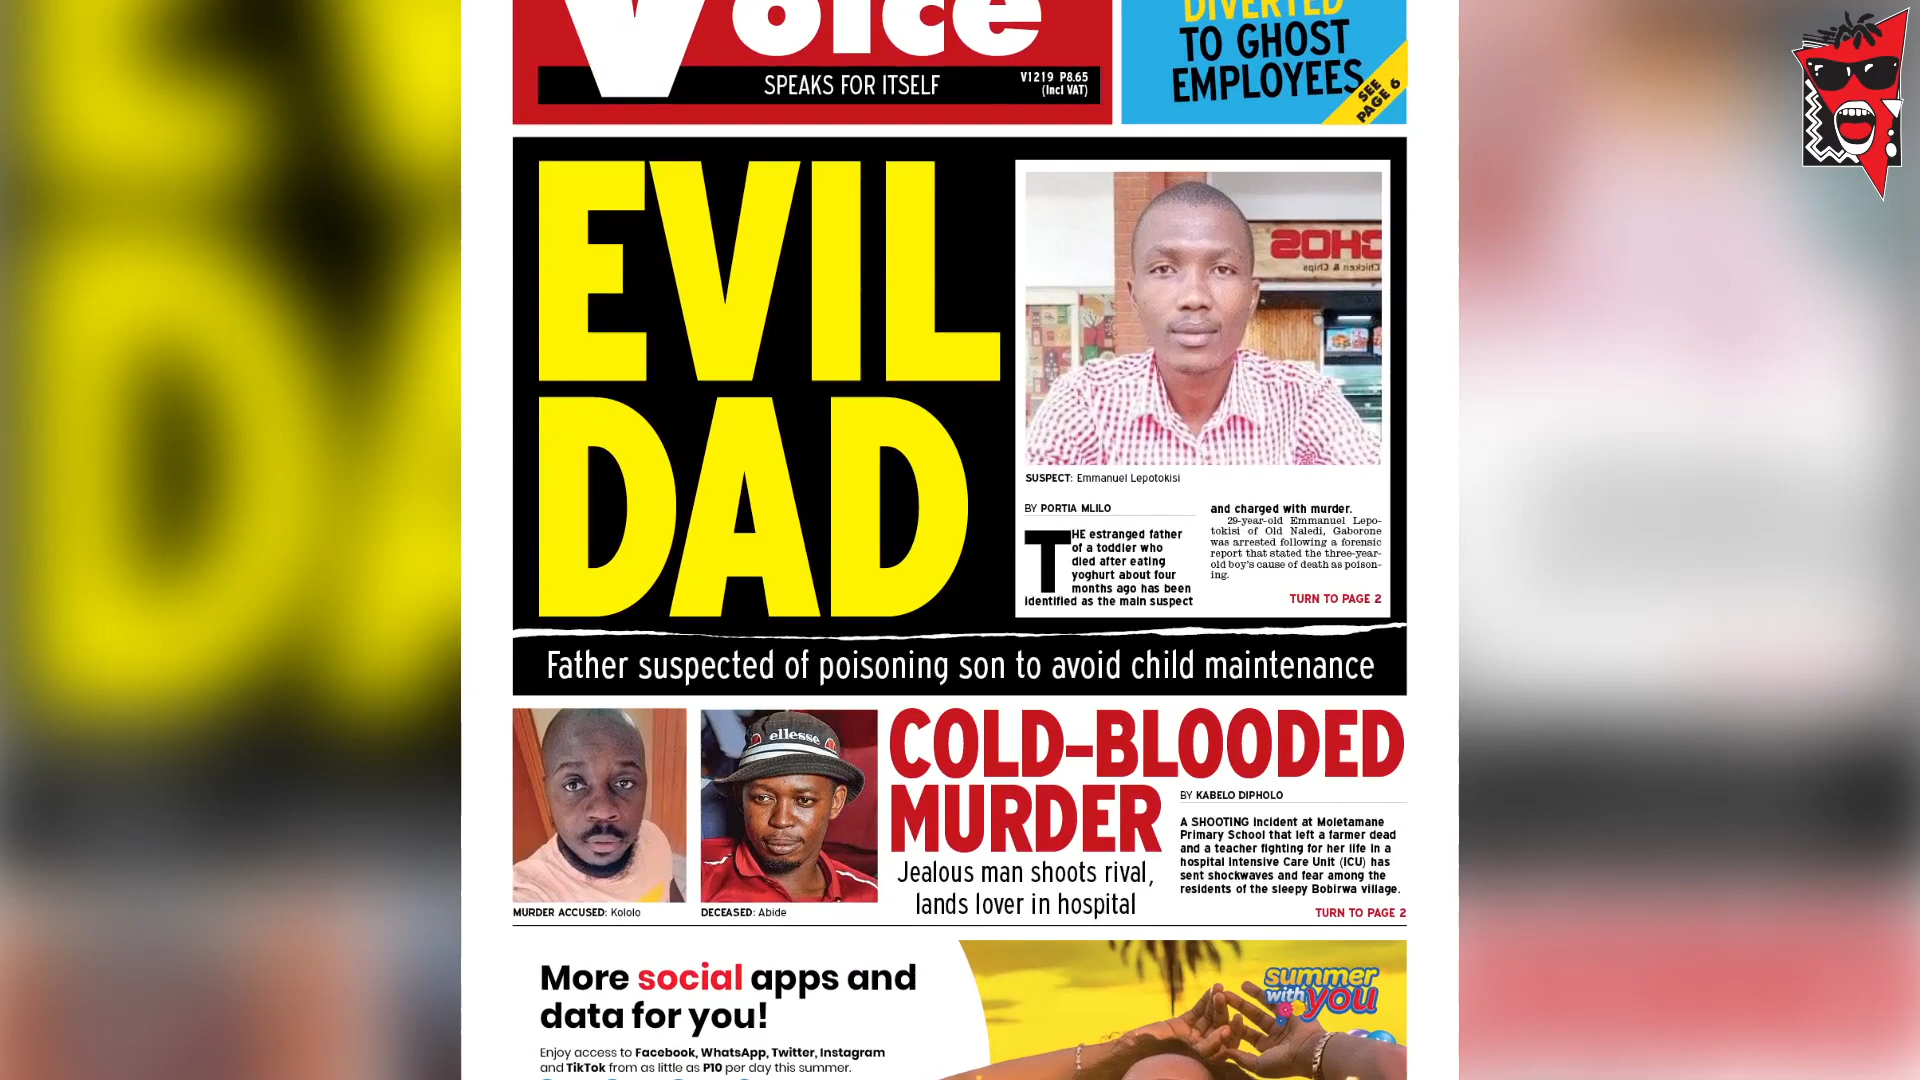 Voice
SPEAKS FOR ITSELF
V1219 P8.65
(Incl VAT)
DIVERTED
TO GHOST
EMPLOYEES
SEE
PAGE 6
EVIL
DAD
SOHO
Chicken & Chips
SUSPECT: Emmanuel Lepotokisi
BY PORTIA MLILO
THE estranged father
of a toddler who
died after eating
yoghurt about four
months ago has been
identified as the main suspect
and charged with murder.
29-year-old Emmanuel Lepo-
tokisi of Old Naledi, Gaborone
was arrested following a forensic
report that stated the three-year-
old boy's cause of death as poison-
ing.
TURN TO PAGE 2
Father suspected of poisoning son to avoid child maintenance
ellesse
MURDER ACCUSED: Kololo
DECEASED: Abide
COLD-BLOODED
MURDER
Jealous man shoots rival,
lands lover in hospital
BY KABELO DIPHOLO
A SHOOTING incident at Moletamane
Primary School that left a farmer dead
and a teacher fighting for her life in a
hospital Intensive Care Unit (ICU) has
sent shockwaves and fear among the
residents of the sleepy Bobirwa village.
TURN TO PAGE 2
More social apps and
data for you!
Enjoy access to Facebook, WhatsApp, Twitter, Instagram
and TikTok from as little as P10 per day this summer.
summer
with you